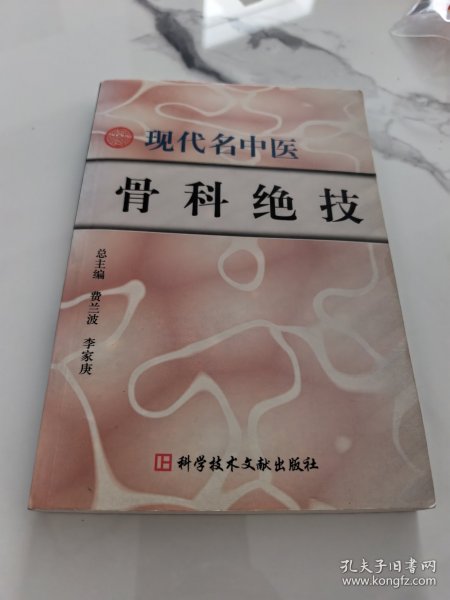 现代名中医
骨科绝技
总主编 费兰波 李家庚
科学技术文献出版社
孔夫子旧书网
www.kongfz.com